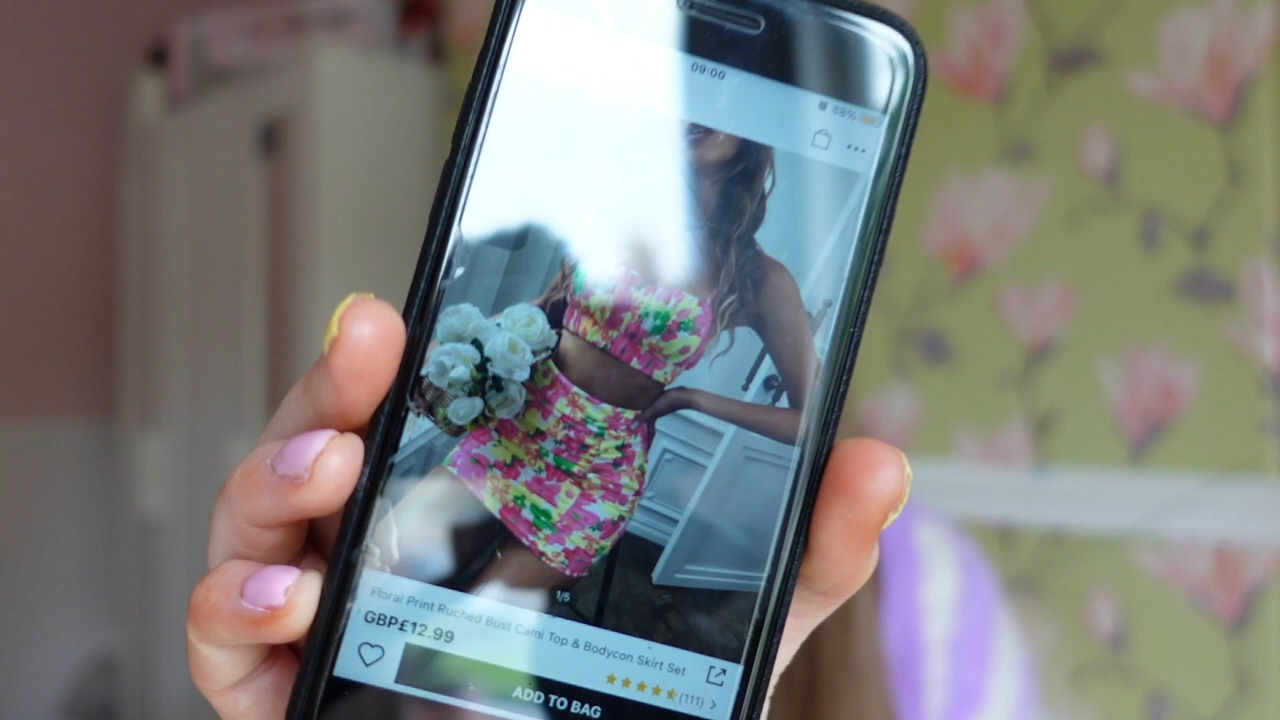 09:00
88%
1/5
Floral Print Ruched Bust Cami Top & Bodycon Skirt Set
GBP£12.99
(111)
ADD TO BAG